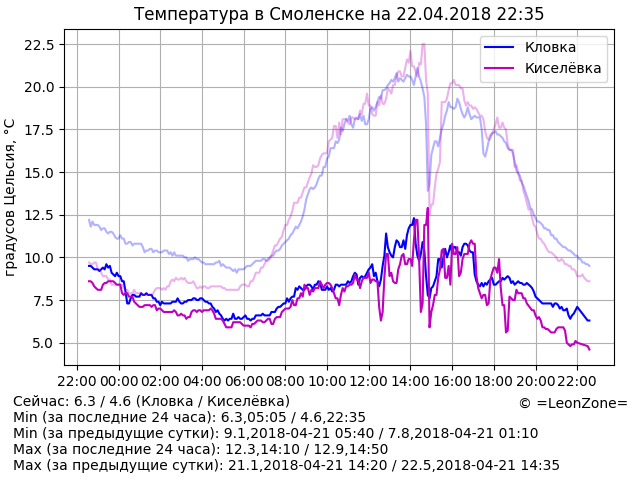 Температура в Смоленске на 22.04.2018 22:35
22.5
20.0
17.5
15.0
12.5
10.0
7.5
5.0
градусов Цельсия, °C
Кловка
Киселёвка
22:00 00:00 02:00 04:00 06:00 08:00 10:00 12:00 14:00 16:00 18:00 20:00 22:00
Сейчас: 6.3 / 4.6 (Кловка / Киселёвка)
© =LeonZone=
Min (за последние 24 часа): 6.3,05:05 / 4.6,22:35
Min (за предыдущие сутки): 9.1,2018-04-21 05:40 / 7.8,2018-04-21 01:10
Max (за последние 24 часа): 12.3,14:10 / 12.9,14:50
Max (за предыдущие сутки): 21.1,2018-04-21 14:20 / 22.5,2018-04-21 14:35